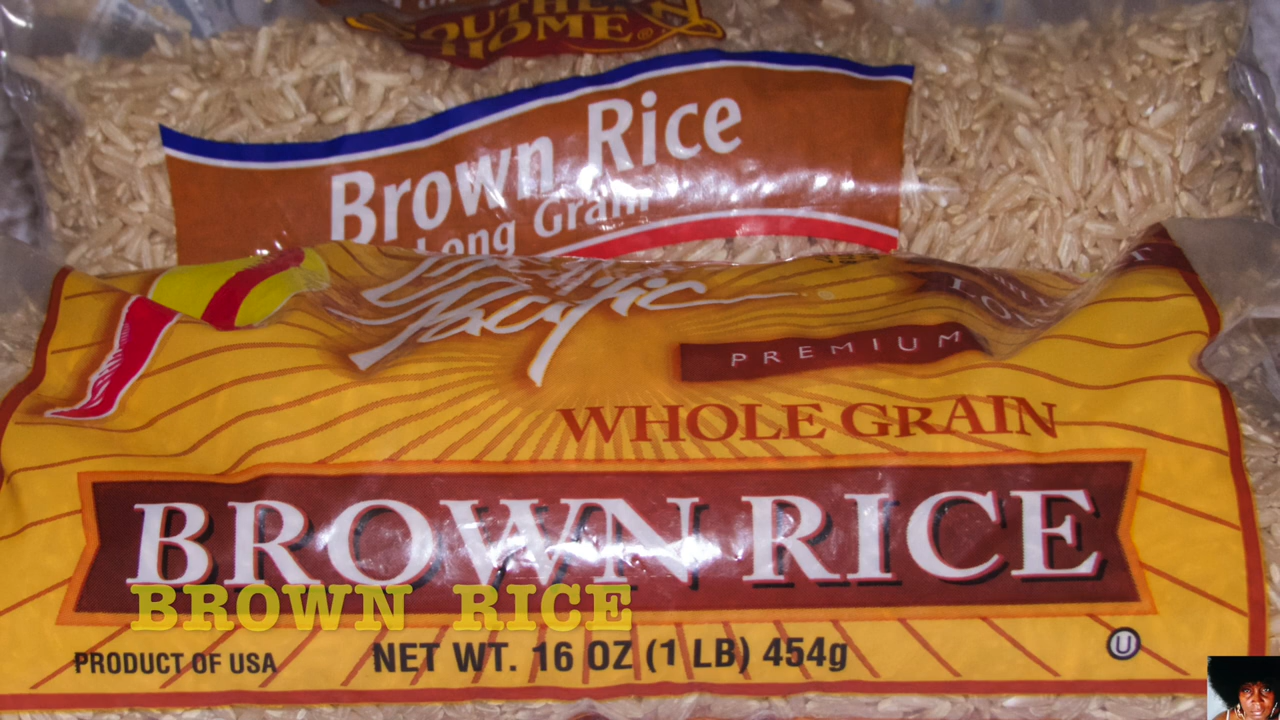 SOUTHERN
HOME®
Brown Rice
Long Grain
Pacific
PREMIUM
WHOLE GRAIN
BROWN RICE
BROWN RICE
PRODUCT OF USA
NET WT. 16 OZ (1 LB) 454g
U